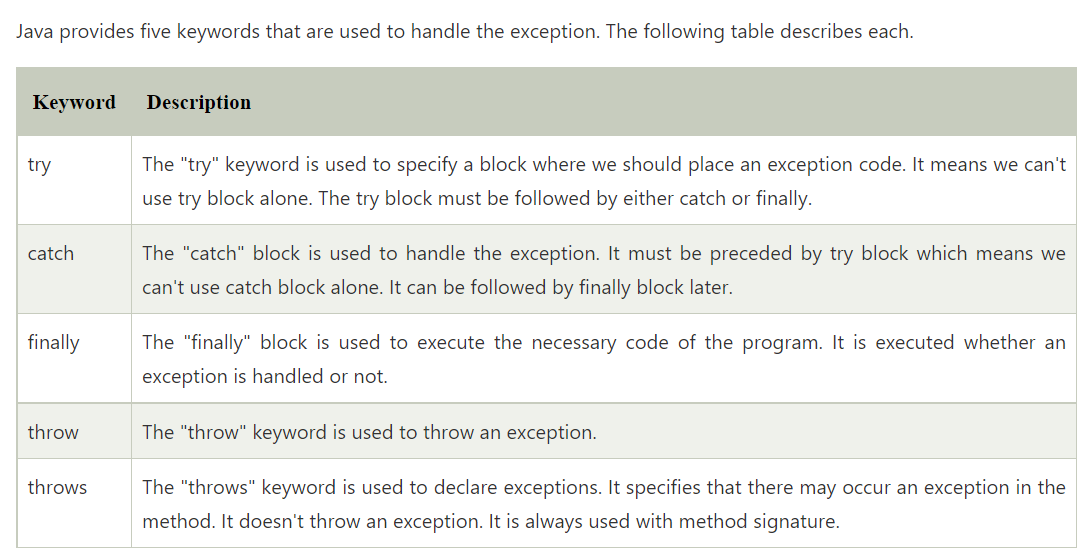 Java provides five keywords that are used to handle the exception. The following table describes each.
Keyword Description
try The "try" keyword is used to specify a block where we should place an exception code. It means we can't
use try block alone. The try block must be followed by either catch or finally.
catch The "catch" block is used to handle the exception. It must be preceded by try block which means we
can't use catch block alone. It can be followed by finally block later.
finally The "finally" block is used to execute the necessary code of the program. It is executed whether an
exception is handled or not.
throw The "throw" keyword is used to throw an exception.
throws The "throws" keyword is used to declare exceptions. It specifies that there may occur an exception in the
method. It doesn't throw an exception. It is always used with method signature.